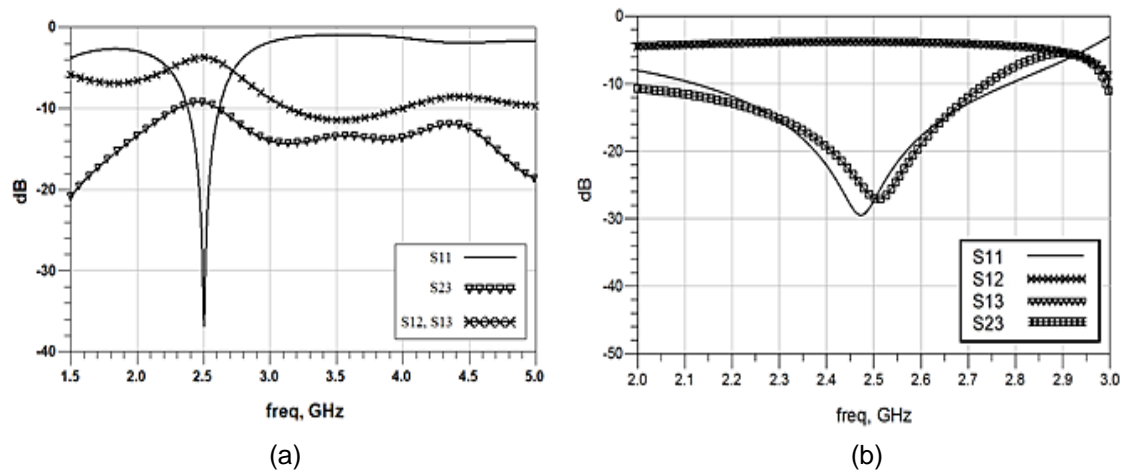 0
-10
-20
-30
-40
dB
1.5 2.0 2.5 3.0 3.5 4.0 4.5 5.0
freq, GHz
S11
S23
S12, S13
(a)
0
-10
-20
-30
-40
-50
dB
2.0 2.1 2.2 2.3 2.4 2.5 2.6 2.7 2.8 2.9 3.0
freq, GHz
S11
S12
S13
S23
(b)